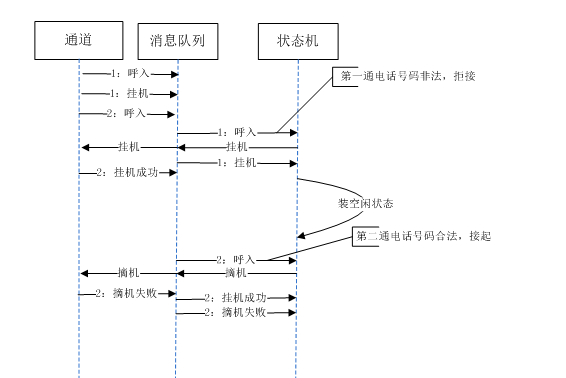 通道
消息队列
状态机
1：呼入
第一通电话号码非法，拒接
1：挂机
2：呼入
1：呼入
挂机
挂机
1：挂机
2：挂机成功
装空闲状态
第二通电话号码合法，接起
2：呼入
摘机
摘机
2：摘机失败
2：挂机成功
2：摘机失败